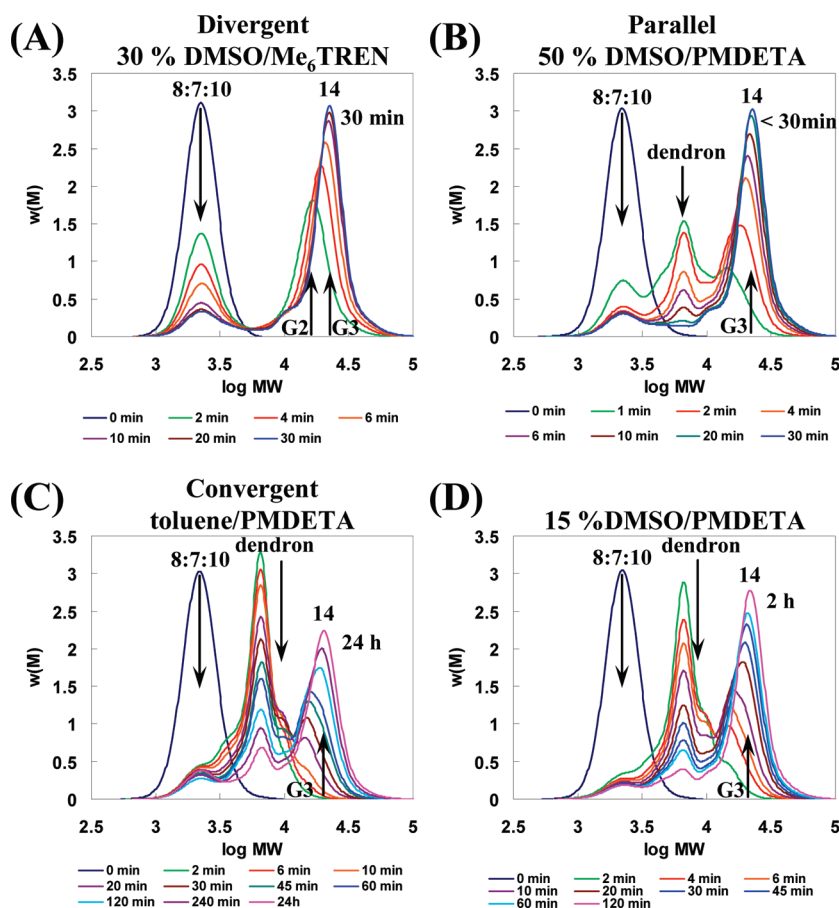 (A)
Divergent
30 % DMSO/Me₆TREN
3.5
3
2.5
2
1.5
1
0.5
0
w(M)
8:7:10
14
30 min
G2
G3
2.5
3
3.5
4
4.5
5
log MW
0 min
2 min
4 min
6 min
10 min
20 min
30 min
(B)
Parallel
50 % DMSO/PMDETA
3.5
3
2.5
2
1.5
1
0.5
0
w(M)
8:7:10
14
< 30min
dendron
G3
2.5
3
3.5
4
4.5
5
log MW
0 min
1 min
2 min
4 min
6 min
10 min
20 min
30 min
(C)
Convergent
toluene/PMDETA
3.5
3
2.5
2
1.5
1
0.5
0
w(M)
dendron
8:7:10
14
24 h
G3
2.5
3
3.5
4
4.5
5
log MW
0 min
2 min
6 min
10 min
20 min
30 min
45 min
60 min
120 min
240 min
24h
(D)
15 %DMSO/PMDETA
3.5
3
2.5
2
1.5
1
0.5
0
w(M)
8:7:10
dendron
14
2 h
G3
2.5
3
3.5
4
4.5
5
log MW
0 min
2 min
4 min
6 min
10 min
20 min
30 min
45 min
60 min
120 min